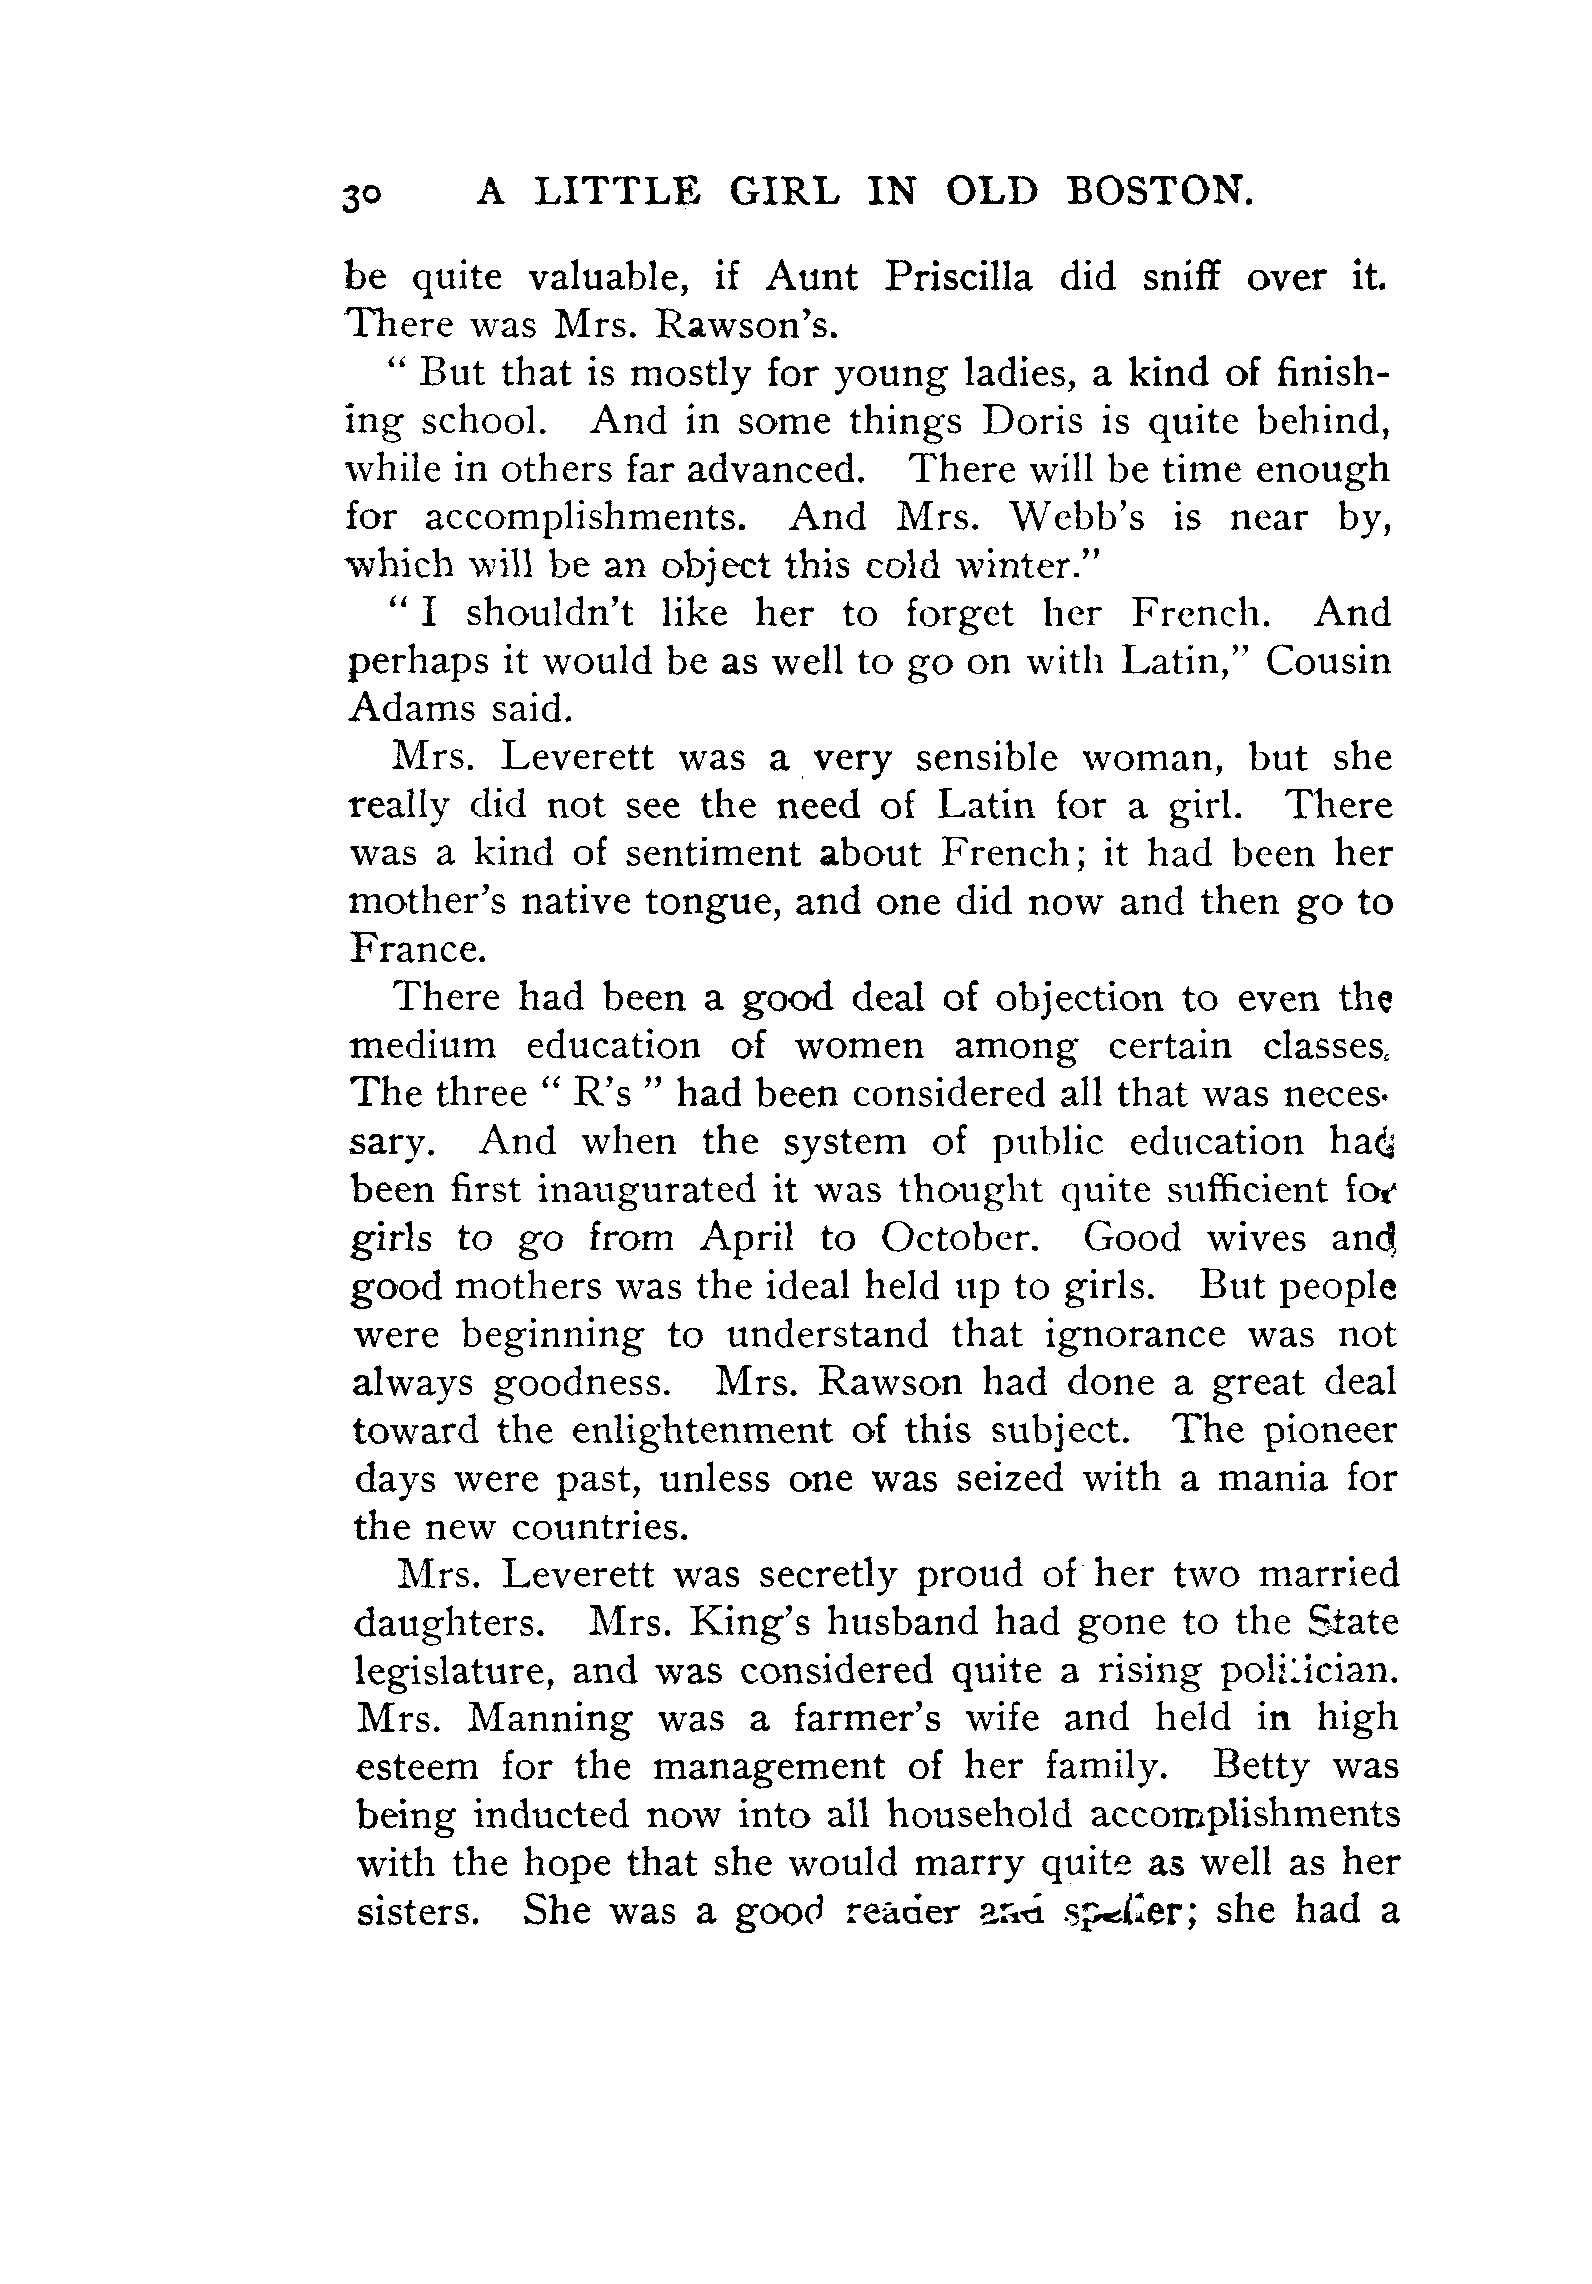 30 A LITTLE GIRL IN OLD BOSTON.
be quite valuable, if Aunt Priscilla did sniff over it.
There was Mrs. Rawson's.
“ But that is mostly for young ladies, a kind of finish-
ing school. And in some things Doris is quite behind,
while in others far advanced. There will be time enough
for accomplishments. And Mrs. Webb's is near by,
which will be an object this cold winter.”
“ I shouldn't like her to forget her French. And
perhaps it would be as well to go on with Latin,” Cousin
Adams said.
Mrs. Leverett was a very sensible woman, but she
really did not see the need of Latin for a girl. There
was a kind of sentiment about French; it had been her
mother's native tongue, and one did now and then go to
France.
There had been a good deal of objection to even the
medium education of women among certain classes.
The three “ R's ” had been considered all that was neces-
sary. And when the system of public education had
been first inaugurated it was thought quite sufficient for
girls to go from April to October. Good wives and
good mothers was the ideal held up to girls. But people
were beginning to understand that ignorance was not
always goodness. Mrs. Rawson had done a great deal
toward the enlightenment of this subject. The pioneer
days were past, unless one was seized with a mania for
the new countries.
Mrs. Leverett was secretly proud of her two married
daughters. Mrs. King's husband had gone to the State
legislature, and was considered quite a rising politician.
Mrs. Manning was a farmer's wife and held in high
esteem for the management of her family. Betty was
being inducted now into all household accomplishments
with the hope that she would marry quite as well as her
sisters. She was a good reader and speller; she had a